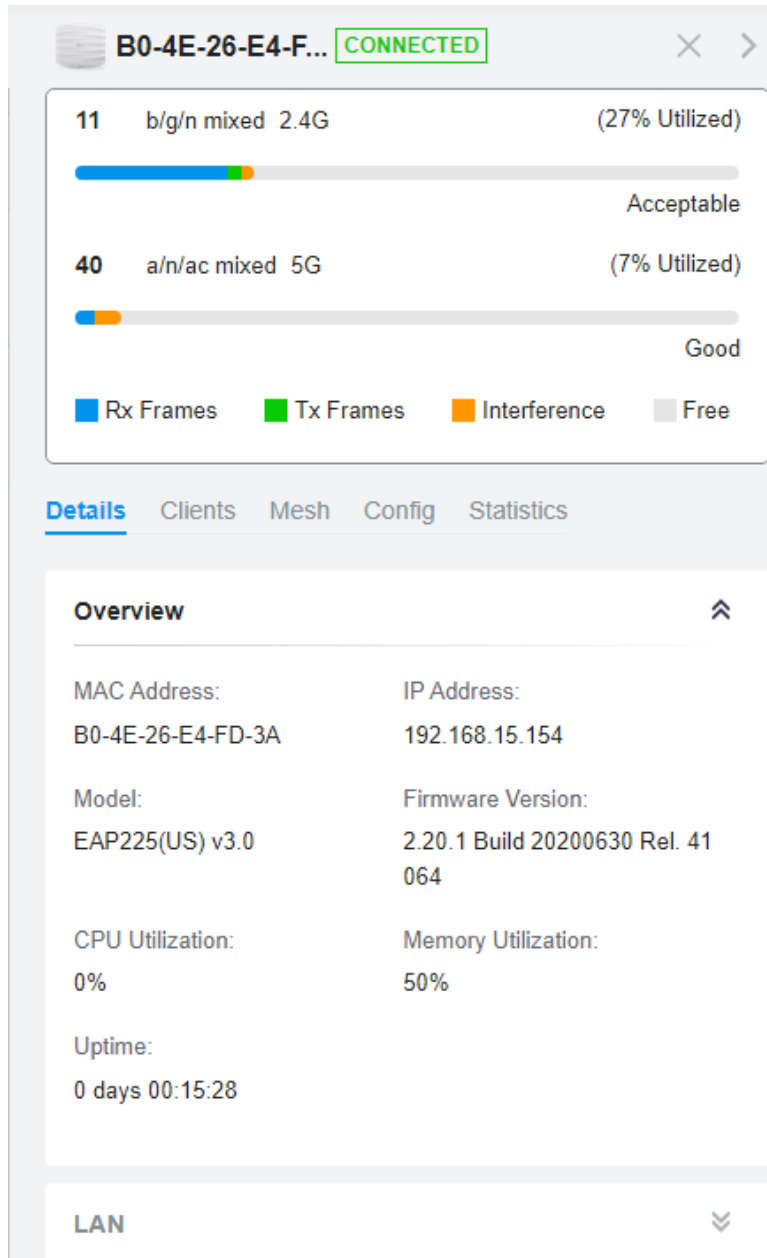 B0-4E-26-E4-F... CONNECTED
11 b/g/n mixed 2.4G (27% Utilized)
Acceptable
40 a/n/ac mixed 5G (7% Utilized)
Good
Rx Frames Tx Frames Interference Free
Details Clients Mesh Config Statistics
Overview
MAC Address: IP Address:
B0-4E-26-E4-FD-3A 192.168.15.154
Model: Firmware Version:
EAP225(US) v3.0 2.20.1 Build 20200630 Rel. 41
064
CPU Utilization: Memory Utilization:
0% 50%
Uptime:
0 days 00:15:28
LAN